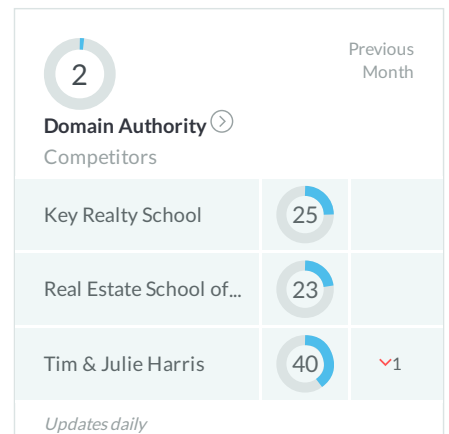 2
Previous
Month
Domain Authority
Competitors
Key Realty School 25
Real Estate School of... 23
Tim & Julie Harris 40 1
Updates daily